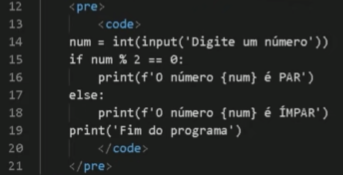 12 <pre>
13 <code>
14 num = int(input('Digite um número'))
15 if num % 2 == 0:
16 print(f'O número {num} é PAR')
17 else:
18 print(f'O número {num} é ÍMPAR')
19 print('Fim do programa')
20 </code>
21 </pre>